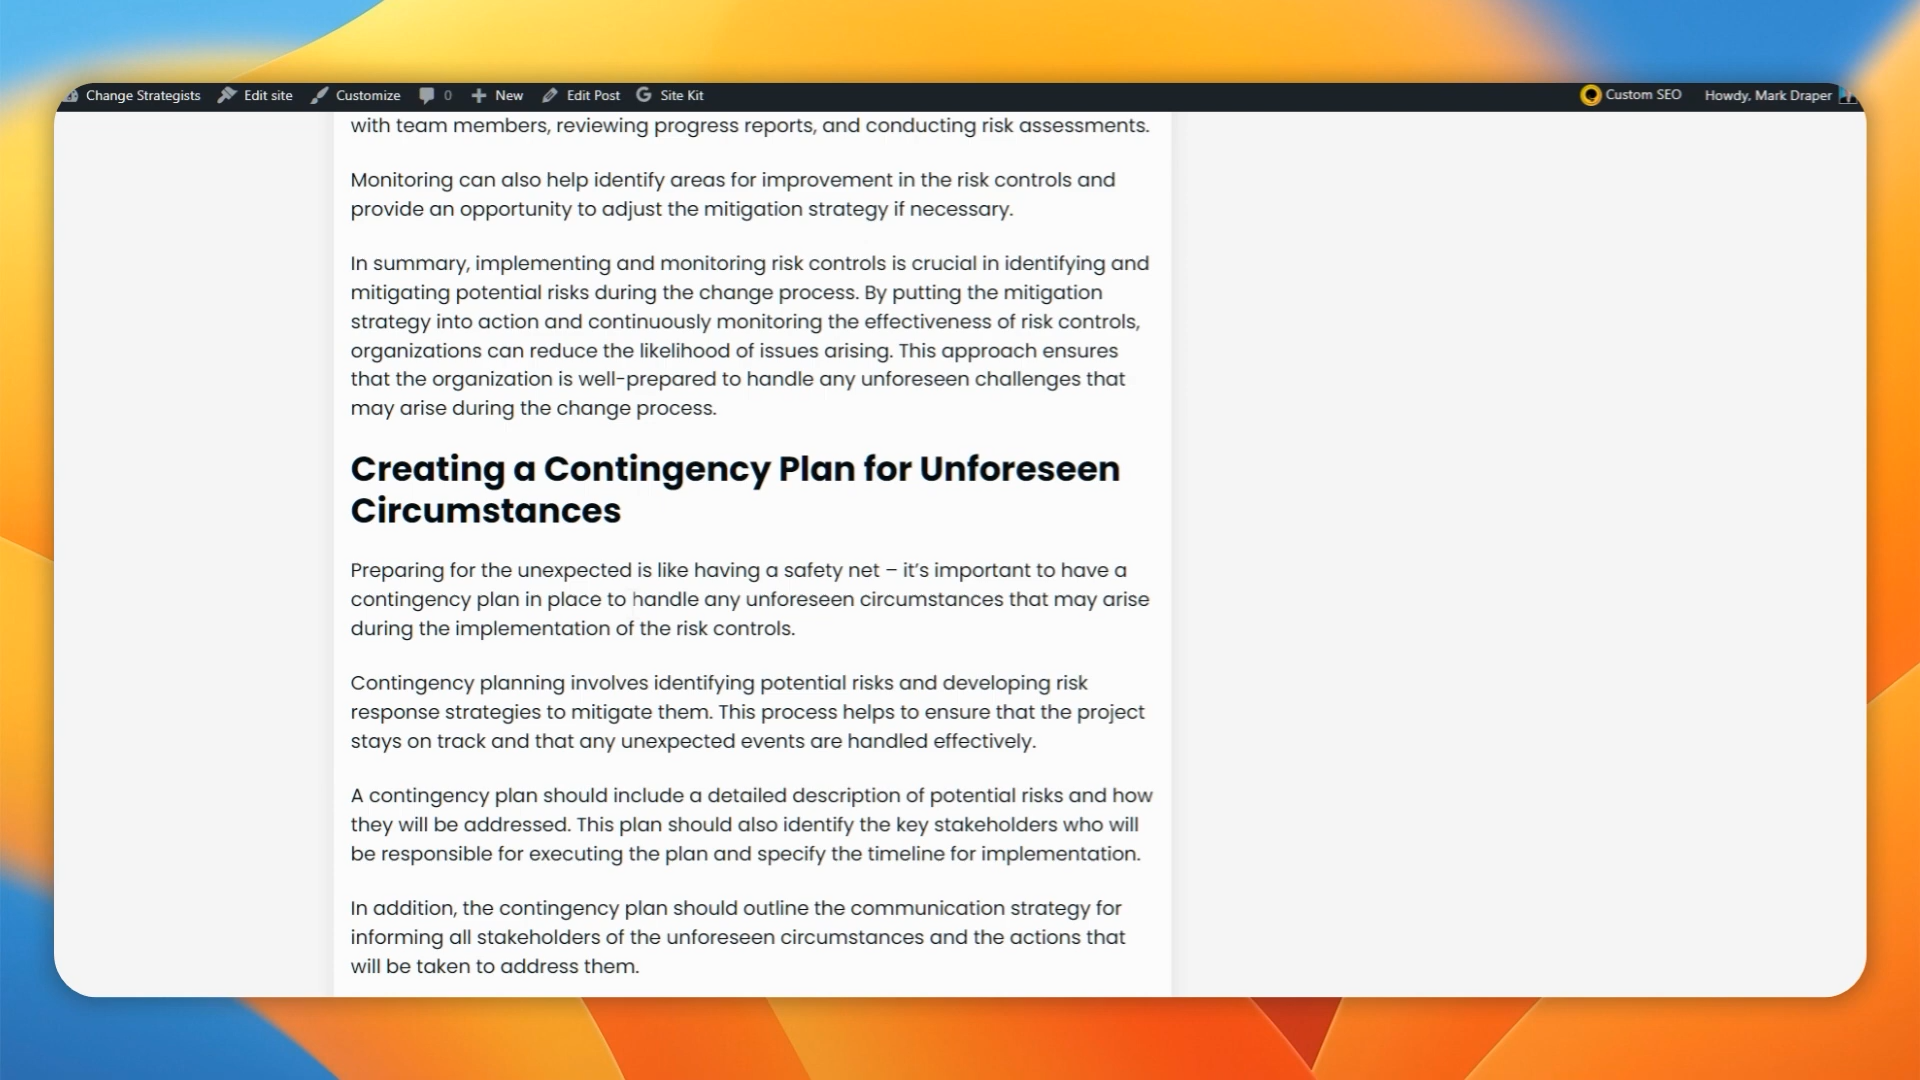 Change Strategists Edit site Customize 0 New Edit Post Site Kit Custom SEO Howdy, Mark Draper
with team members, reviewing progress reports, and conducting risk assessments.
Monitoring can also help identify areas for improvement in the risk controls and
provide an opportunity to adjust the mitigation strategy if necessary.
In summary, implementing and monitoring risk controls is crucial in identifying and
mitigating potential risks during the change process. By putting the mitigation
strategy into action and continuously monitoring the effectiveness of risk controls,
organizations can reduce the likelihood of issues arising. This approach ensures
that the organization is well-prepared to handle any unforeseen challenges that
may arise during the change process.
Creating a Contingency Plan for Unforeseen
Circumstances
Preparing for the unexpected is like having a safety net – it’s important to have a
contingency plan in place to handle any unforeseen circumstances that may arise
during the implementation of the risk controls.
Contingency planning involves identifying potential risks and developing risk
response strategies to mitigate them. This process helps to ensure that the project
stays on track and that any unexpected events are handled effectively.
A contingency plan should include a detailed description of potential risks and how
they will be addressed. This plan should also identify the key stakeholders who will
be responsible for executing the plan and specify the timeline for implementation.
In addition, the contingency plan should outline the communication strategy for
informing all stakeholders of the unforeseen circumstances and the actions that
will be taken to address them.